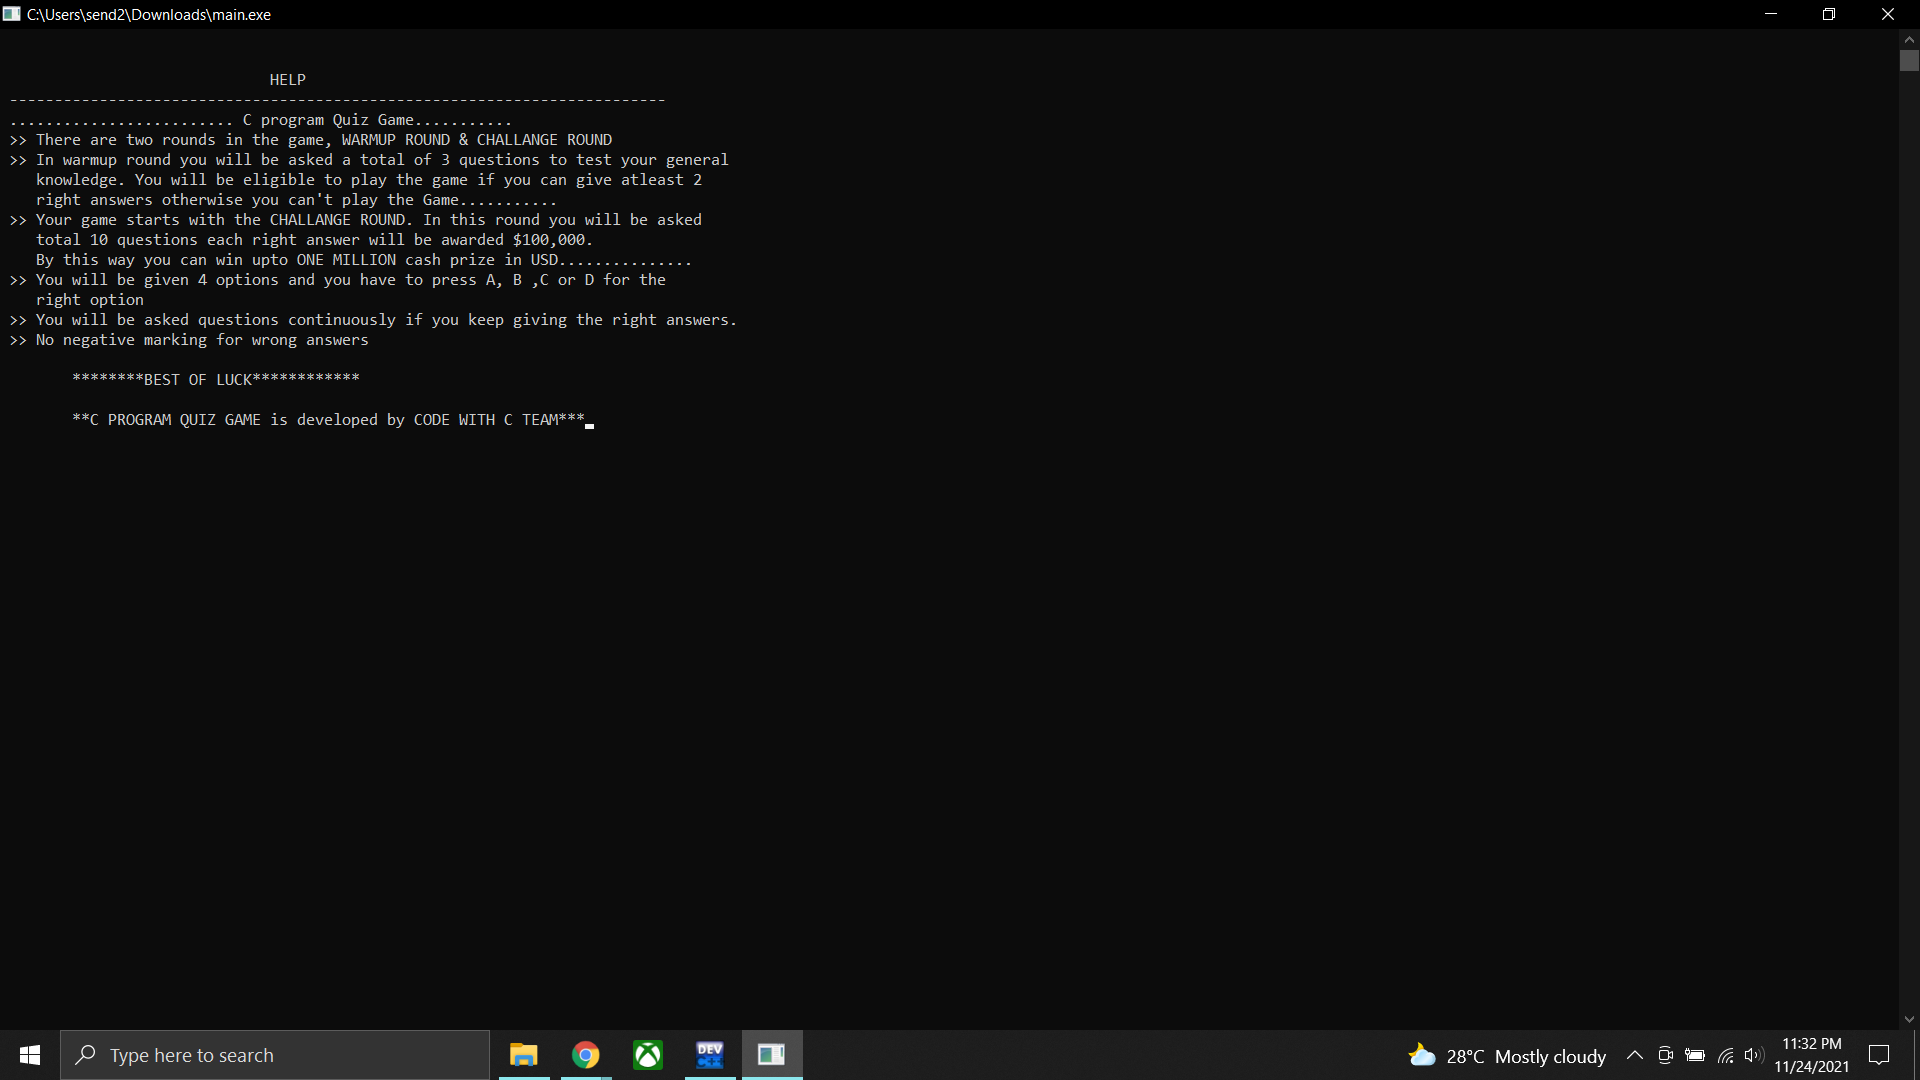 C:\Users\send2\Downloads\main.exe
HELP
-------------------------------------------------------------------------
......................... C program Quiz Game...........
>> There are two rounds in the game, WARMUP ROUND & CHALLANGE ROUND
>> In warmup round you will be asked a total of 3 questions to test your general
knowledge. You will be eligible to play the game if you can give atleast 2
right answers otherwise you can't play the Game...........
>> Your game starts with the CHALLANGE ROUND. In this round you will be asked
total 10 questions each right answer will be awarded $100,000.
By this way you can win upto ONE MILLION cash prize in USD...............
>> You will be given 4 options and you have to press A, B ,C or D for the
right option
>> You will be asked questions continuously if you keep giving the right answers.
>> No negative marking for wrong answers
********BEST OF LUCK************
**C PROGRAM QUIZ GAME is developed by CODE WITH C TEAM***
Type here to search
DEV
C++
28°C Mostly cloudy
11:32 PM
11/24/2021